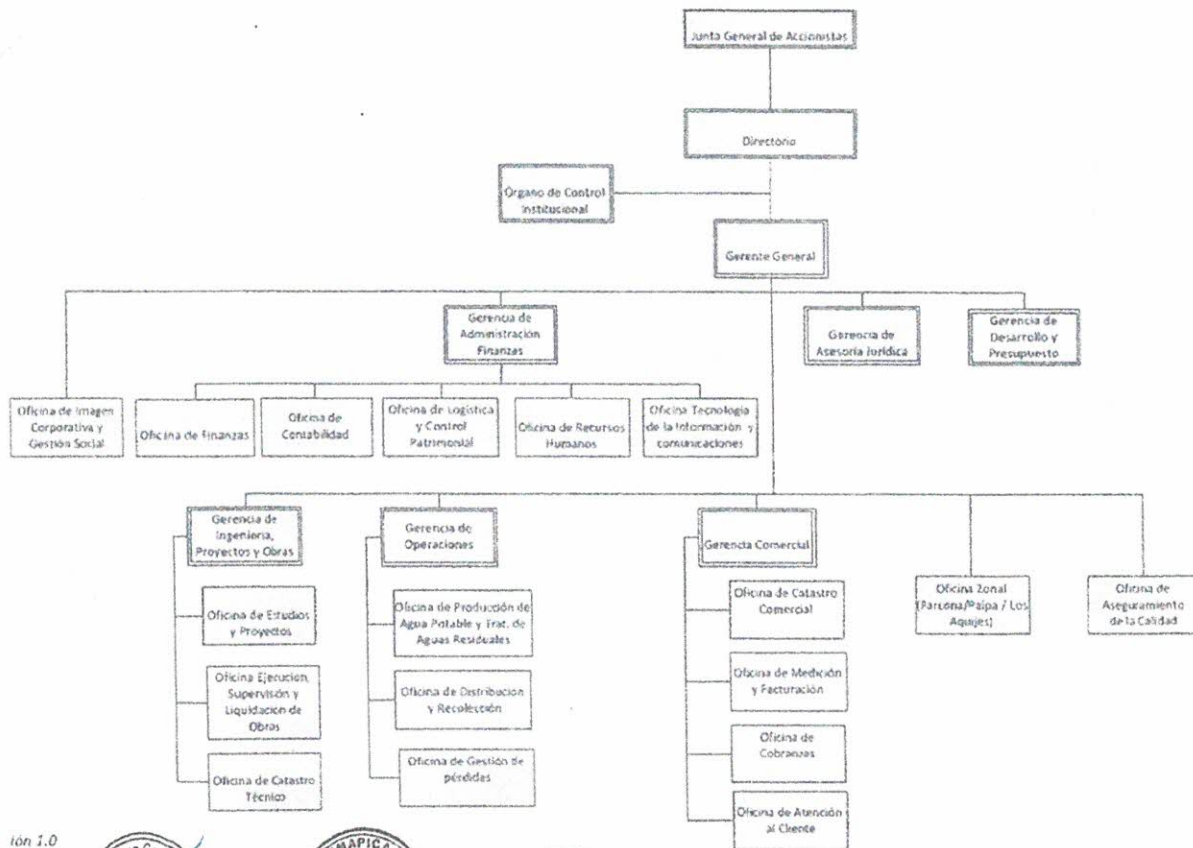 Junta General de Accionistas
Directorio
Órgano de Control
Institucional
Gerente General
Gerencia de
Administración
Finanzas
Gerencia de
Asesoría Jurídica
Gerencia de
Desarrollo y
Presupuesto
Oficina de Imagen
Corporativa y
Gestión Social
Oficina de Finanzas
Oficina de
Contabilidad
Oficina de Logística
y Control
Patrimonial
Oficina de Recursos
Humanos
Oficina Tecnología
de la Información y
comunicaciones
Gerencia de
Ingeniería,
Proyectos y Obras
Gerencia de
Operaciones
Gerencia Comercial
Oficina Zonal
(Parcona/Palpa / Los
Aquijes)
Oficina de
Aseguramiento
de la Calidad
Oficina de Estudios
y Proyectos
Oficina Ejecucion,
Supervisón y
Liquidacion de
Obras
Oficina de Catastro
Técnico
Oficina de Producción de
Agua Potable y Trat. de
Aguas Residuales
Oficina de Distribucion
y Recolección
Oficina de Gestión de
pérdidas
Oficina de Catastro
Comercial
Oficina de Medición
y Facturación
Oficina de
Cobranzas
Oficina de Atención
al Cliente
ión 1.0
MAPICA